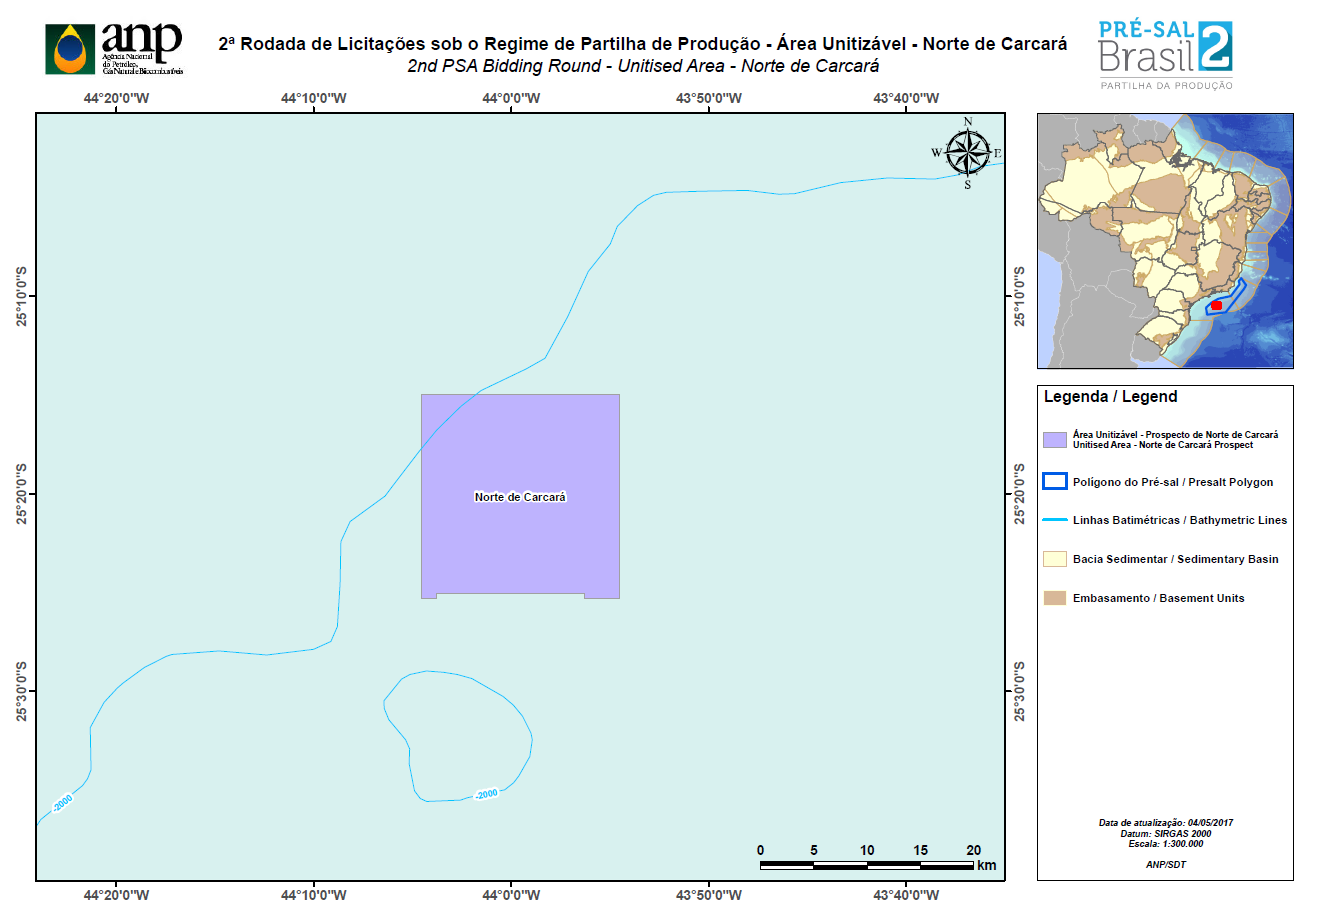 anp
Agência Nacional
do Petróleo,
Gás Natural e Biocombustíveis
2ª Rodada de Licitações sob o Regime de Partilha de Produção - Área Unitizável - Norte de Carcará
2nd PSA Bidding Round - Unitised Area - Norte de Carcará
PRÉ-SAL
Brasil 2
PARTILHA DA PRODUÇÃO
44°20'0"W 44°10'0"W 44°0'0"W 43°50'0"W 43°40'0"W
N
W E
S
25°10'0"S 25°10'0"S
25°20'0"S 25°20'0"S
25°30'0"S 25°30'0"S
Norte de Carcará
-2000
-2000
0 5 10 15 20
km
44°20'0"W 44°10'0"W 44°0'0"W 43°50'0"W 43°40'0"W
Legenda / Legend
Área Unitizável - Prospecto de Norte de Carcará
Unitised Area - Norte de Carcará Prospect
Polígono do Pré-sal / Presalt Polygon
Linhas Batimétricas / Bathymetric Lines
Bacia Sedimentar / Sedimentary Basin
Embasamento / Basement Units
Data de atualização: 04/05/2017
Datum: SIRGAS 2000
Escala: 1:300.000
ANP/SDT